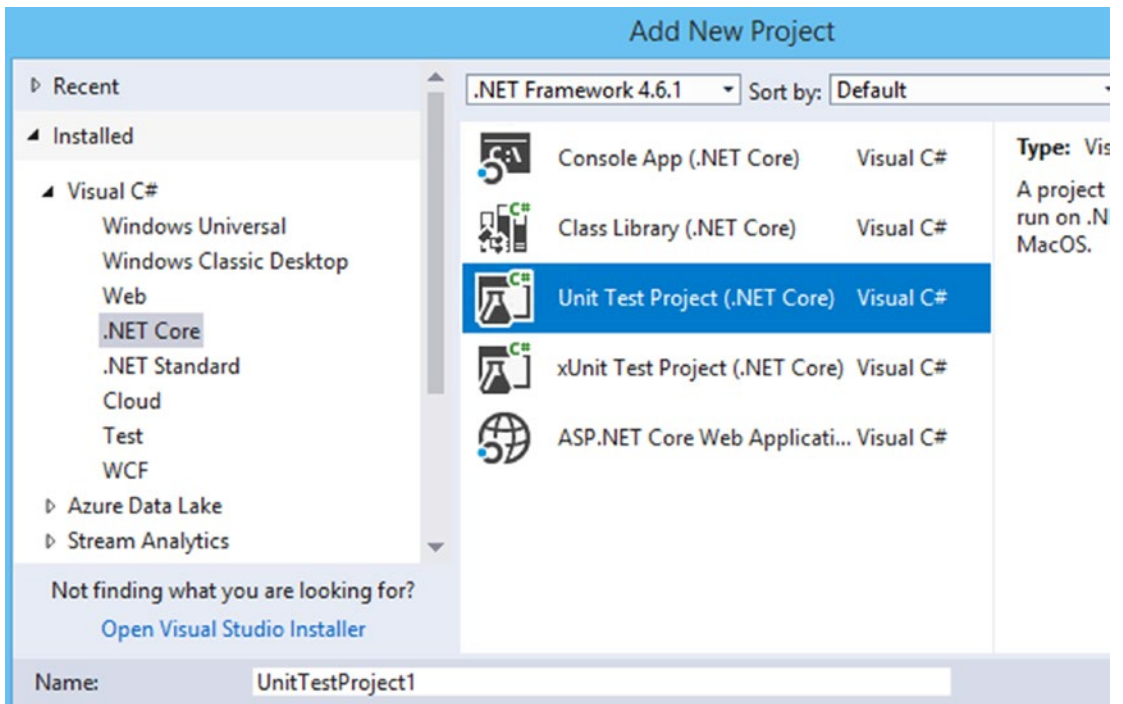 Add New Project
Recent
Installed
Visual C#
Windows Universal
Windows Classic Desktop
Web
.NET Core
.NET Standard
Cloud
Test
WCF
Azure Data Lake
Stream Analytics
Not finding what you are looking for?
Open Visual Studio Installer
.NET Framework 4.6.1 Sort by: Default
Console App (.NET Core) Visual C#
Class Library (.NET Core) Visual C#
Unit Test Project (.NET Core) Visual C#
xUnit Test Project (.NET Core) Visual C#
ASP.NET Core Web Applicati... Visual C#
Type: Vis
A project
run on .N
MacOS.
Name: UnitTestProject1